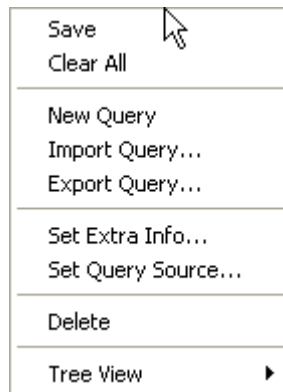 Save
Clear All
New Query
Import Query...
Export Query...
Set Extra Info...
Set Query Source...
Delete
Tree View